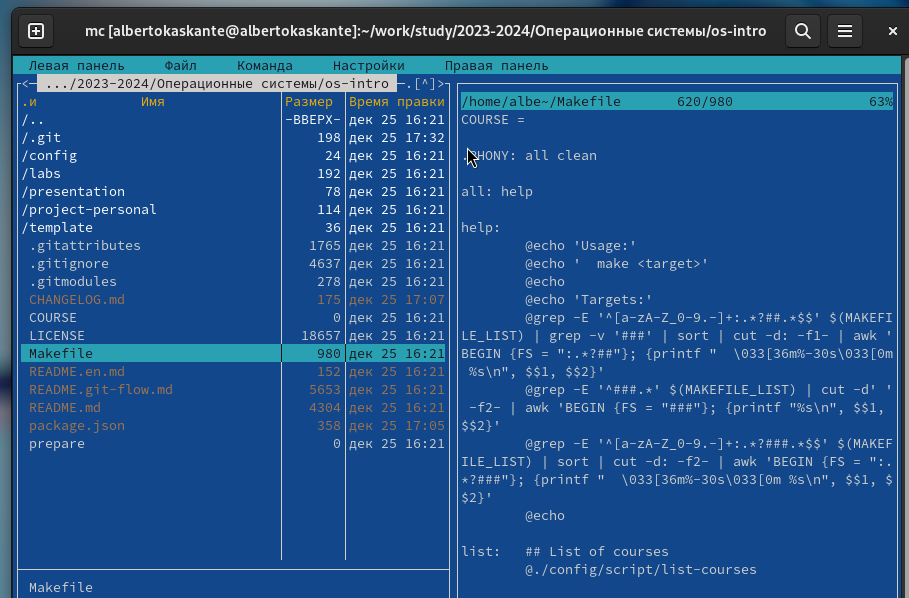 mc [albertokaskante@albertokaskante]:~/work/study/2023-2024/Операционные системы/os-intro
Левая панель Файл Команда Настройки Правая панель
<- .../2023-2024/Операционные системы/os-intro -.[^]>
.и Имя Размер Время правки
/.. -ВВЕРХ- дек 25 16:21
/.git 198 дек 25 17:32
/config 24 дек 25 16:21
/labs 192 дек 25 16:21
/presentation 78 дек 25 16:21
/project-personal 114 дек 25 16:21
/template 36 дек 25 16:21
.gitattributes 1765 дек 25 16:21
.gitignore 4637 дек 25 16:21
.gitmodules 278 дек 25 16:21
CHANGELOG.md 175 дек 25 17:07
COURSE 0 дек 25 16:21
LICENSE 18657 дек 25 16:21
Makefile 980 дек 25 16:21
README.en.md 152 дек 25 16:21
README.git-flow.md 5653 дек 25 16:21
README.md 4304 дек 25 16:21
package.json 358 дек 25 17:05
prepare 0 дек 25 16:21
Makefile
/home/albe~/Makefile 620/980 63%
COURSE =
.PHONY: all clean
all: help
help:
@echo 'Usage:'
@echo '  make <target>'
@echo
@echo 'Targets:'
@grep -E '^[a-zA-Z_0-9.-]+:.*?##.*$$' $(MAKEFI
LE_LIST) | grep -v '###' | sort | cut -d: -f1- | awk '
BEGIN {FS = ":.*?##"}; {printf "  \033[36m%-30s\033[0m
%s\n", $$1, $$2}'
@grep -E '^###.*' $(MAKEFILE_LIST) | cut -d' '
-f2- | awk 'BEGIN {FS = "###"}; {printf "%s\n", $$1,
$$2}'
@grep -E '^[a-zA-Z_0-9.-]+:.*?###.*$$' $(MAKEF
ILE_LIST) | sort | cut -d: -f2- | awk 'BEGIN {FS = ":.
*?###"}; {printf "  \033[36m%-30s\033[0m %s\n", $$1, $
$2}'
@echo
list:   ## List of courses
@./config/script/list-courses